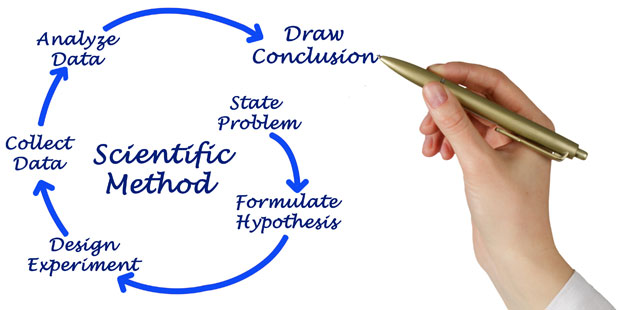 Analyze
Data
Draw
Conclusion
State
Problem
Collect
Data
Scientific
Method
Formulate
Hypothesis
Design
Experiment